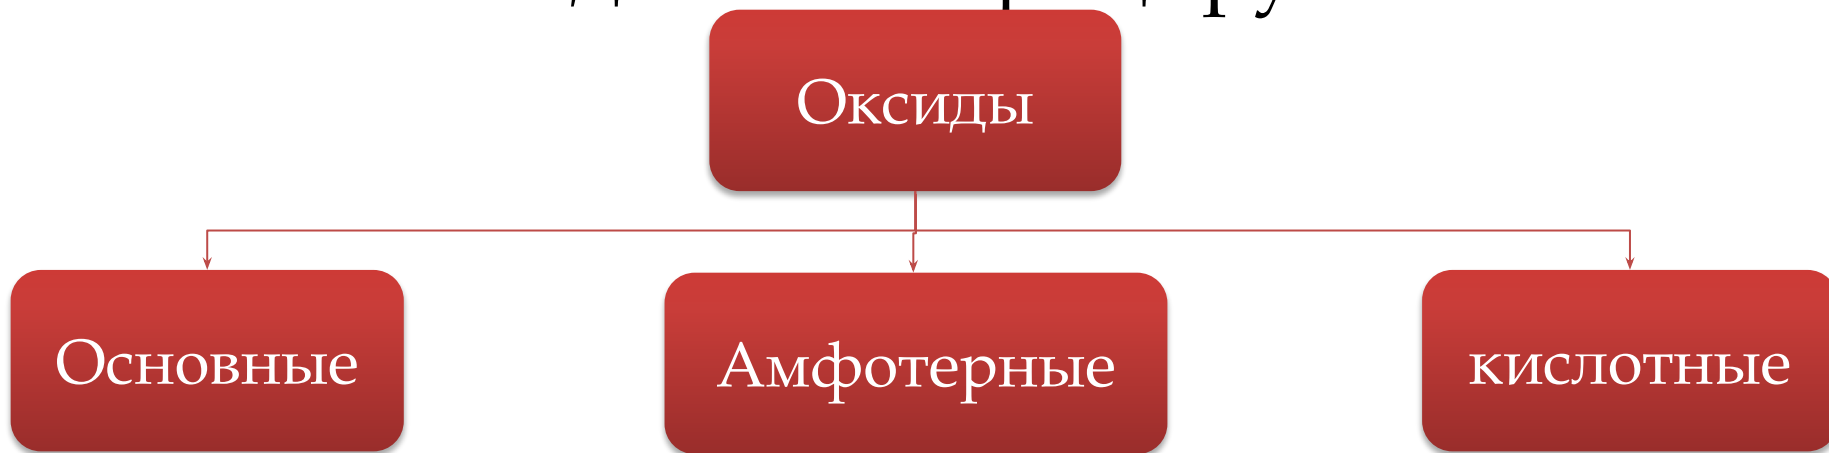 Оксиды
Основные
Амфотерные
кислотные